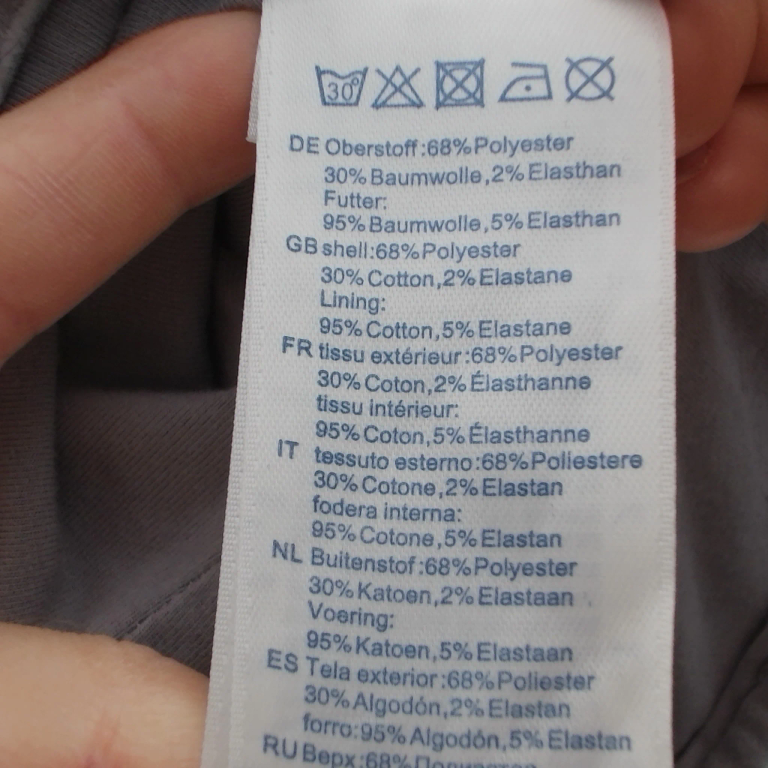 30°
DE Oberstoff:68%Polyester
30%Baumwolle,2% Elasthan
Futter:
95%Baumwolle,5% Elasthan
GB shell:68%Polyester
30% Cotton,2% Elastane
Lining:
95% Cotton,5% Elastane
FR tissu extérieur:68%Polyester
30% Coton,2% Élasthanne
tissu intérieur:
95% Coton,5% Élasthanne
IT tessuto esterno:68%Poliestere
30% Cotone,2% Elastan
fodera interna:
95% Cotone,5% Elastan
NL Buitenstof:68%Polyester
30% Katoen,2% Elastaan
Voering:
95% Katoen,5% Elastaan
ES Tela exterior:68% Poliester
30% Algodón,2% Elastan
forro:95% Algodón,5% Elastan
RU Верх:68%